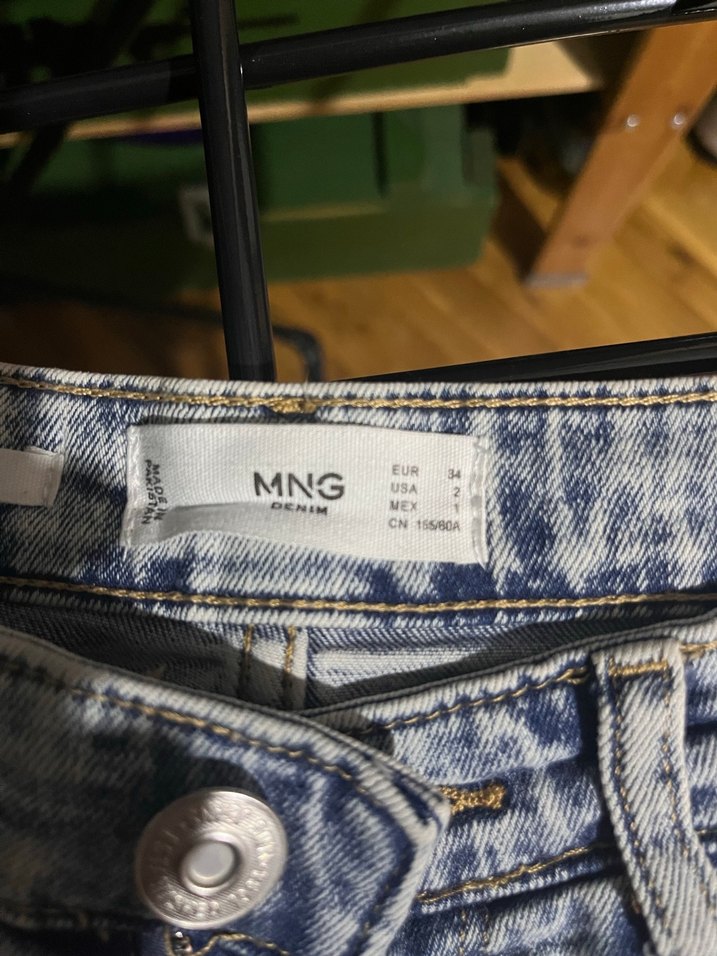 MADE IN
PAKISTAN
MNG
DENIM
EUR 34
USA 2
MEX 1
CN 155/60A